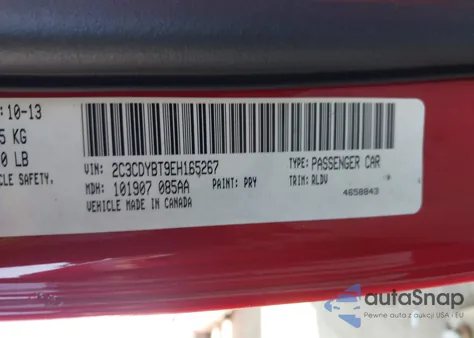 : 10-13
5 KG
0 LB
CLE SAFETY.
VIN: 2C3CDYBT9EH165267
TYPE: PASSENGER CAR
MDH: 101907 085AA
PAINT: PRY
TRIM: RLDV
VEHICLE MADE IN CANADA
4658843
autoSnap
Pewne auta z aukcji USA - EU